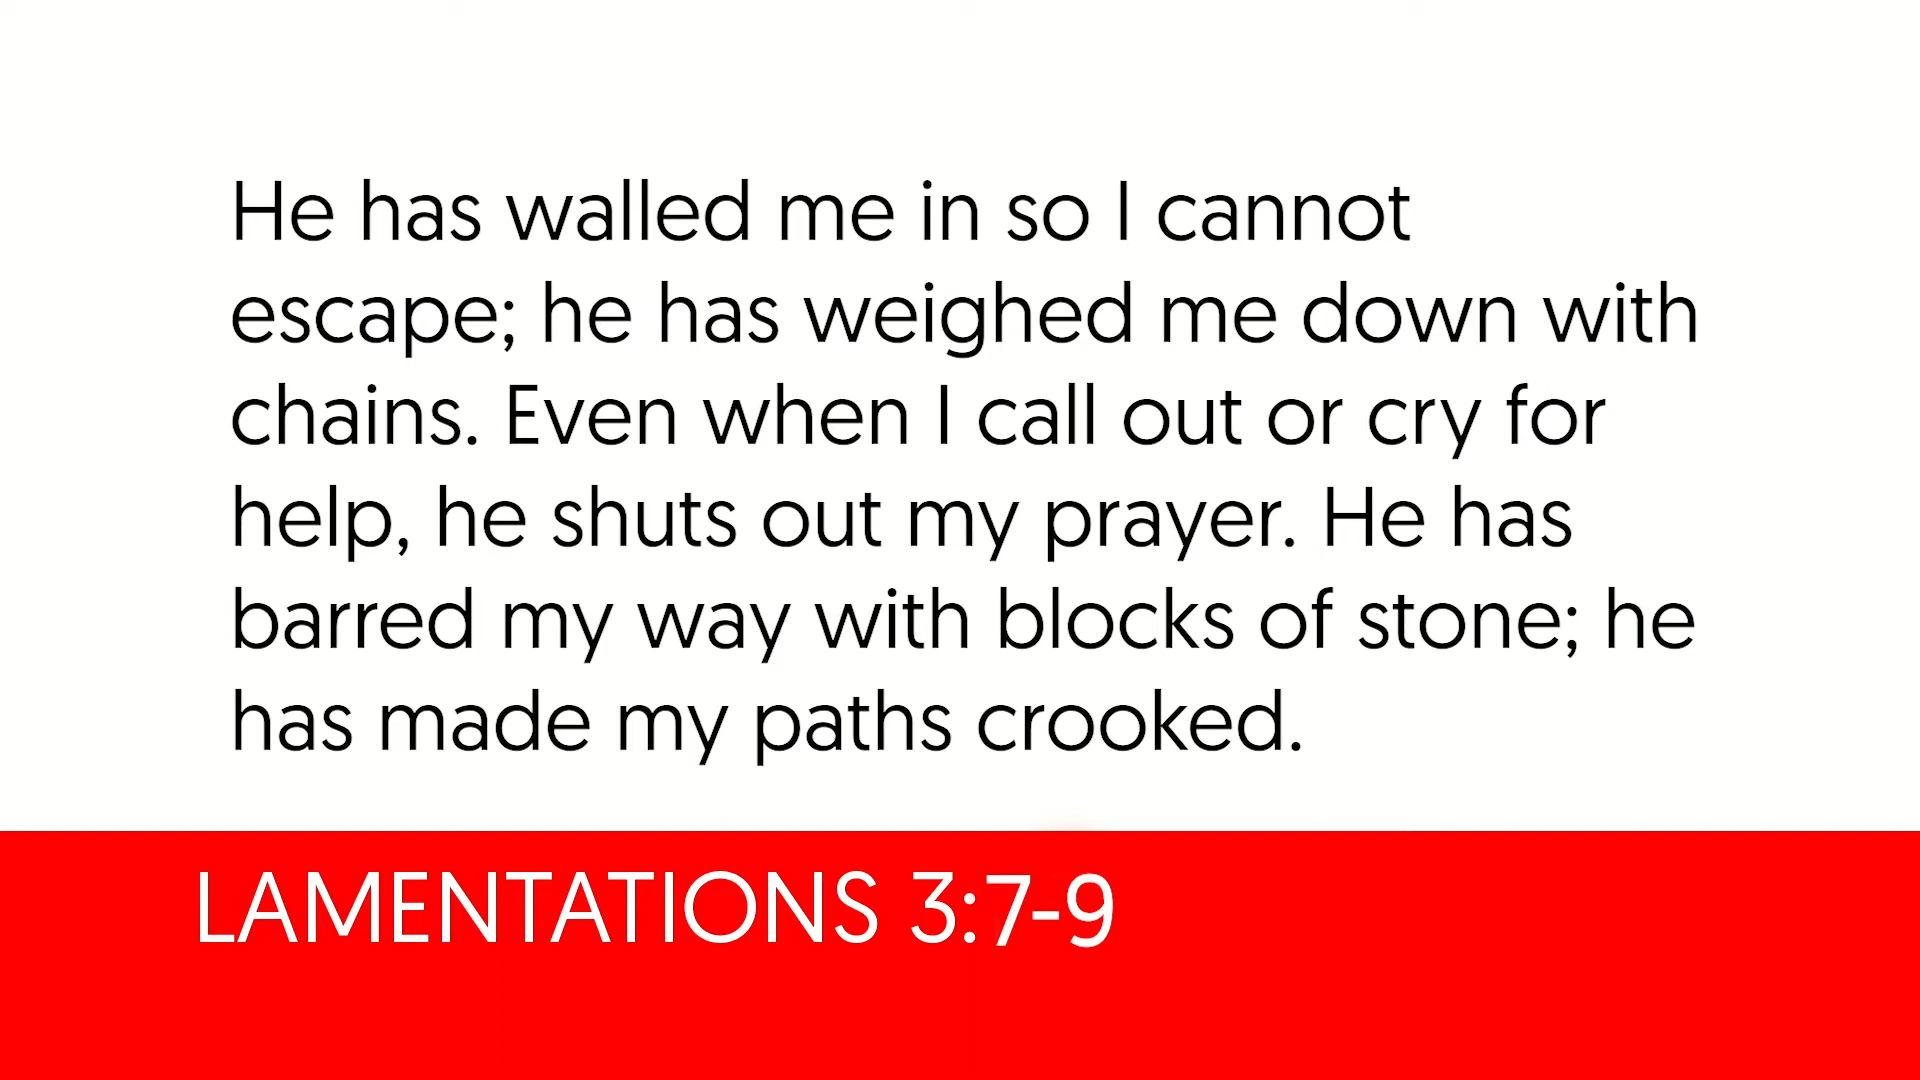 He has walled me in so I cannot
escape; he has weighed me down with
chains. Even when I call out or cry for
help, he shuts out my prayer. He has
barred my way with blocks of stone; he
has made my paths crooked.
LAMENTATIONS 3:7-9